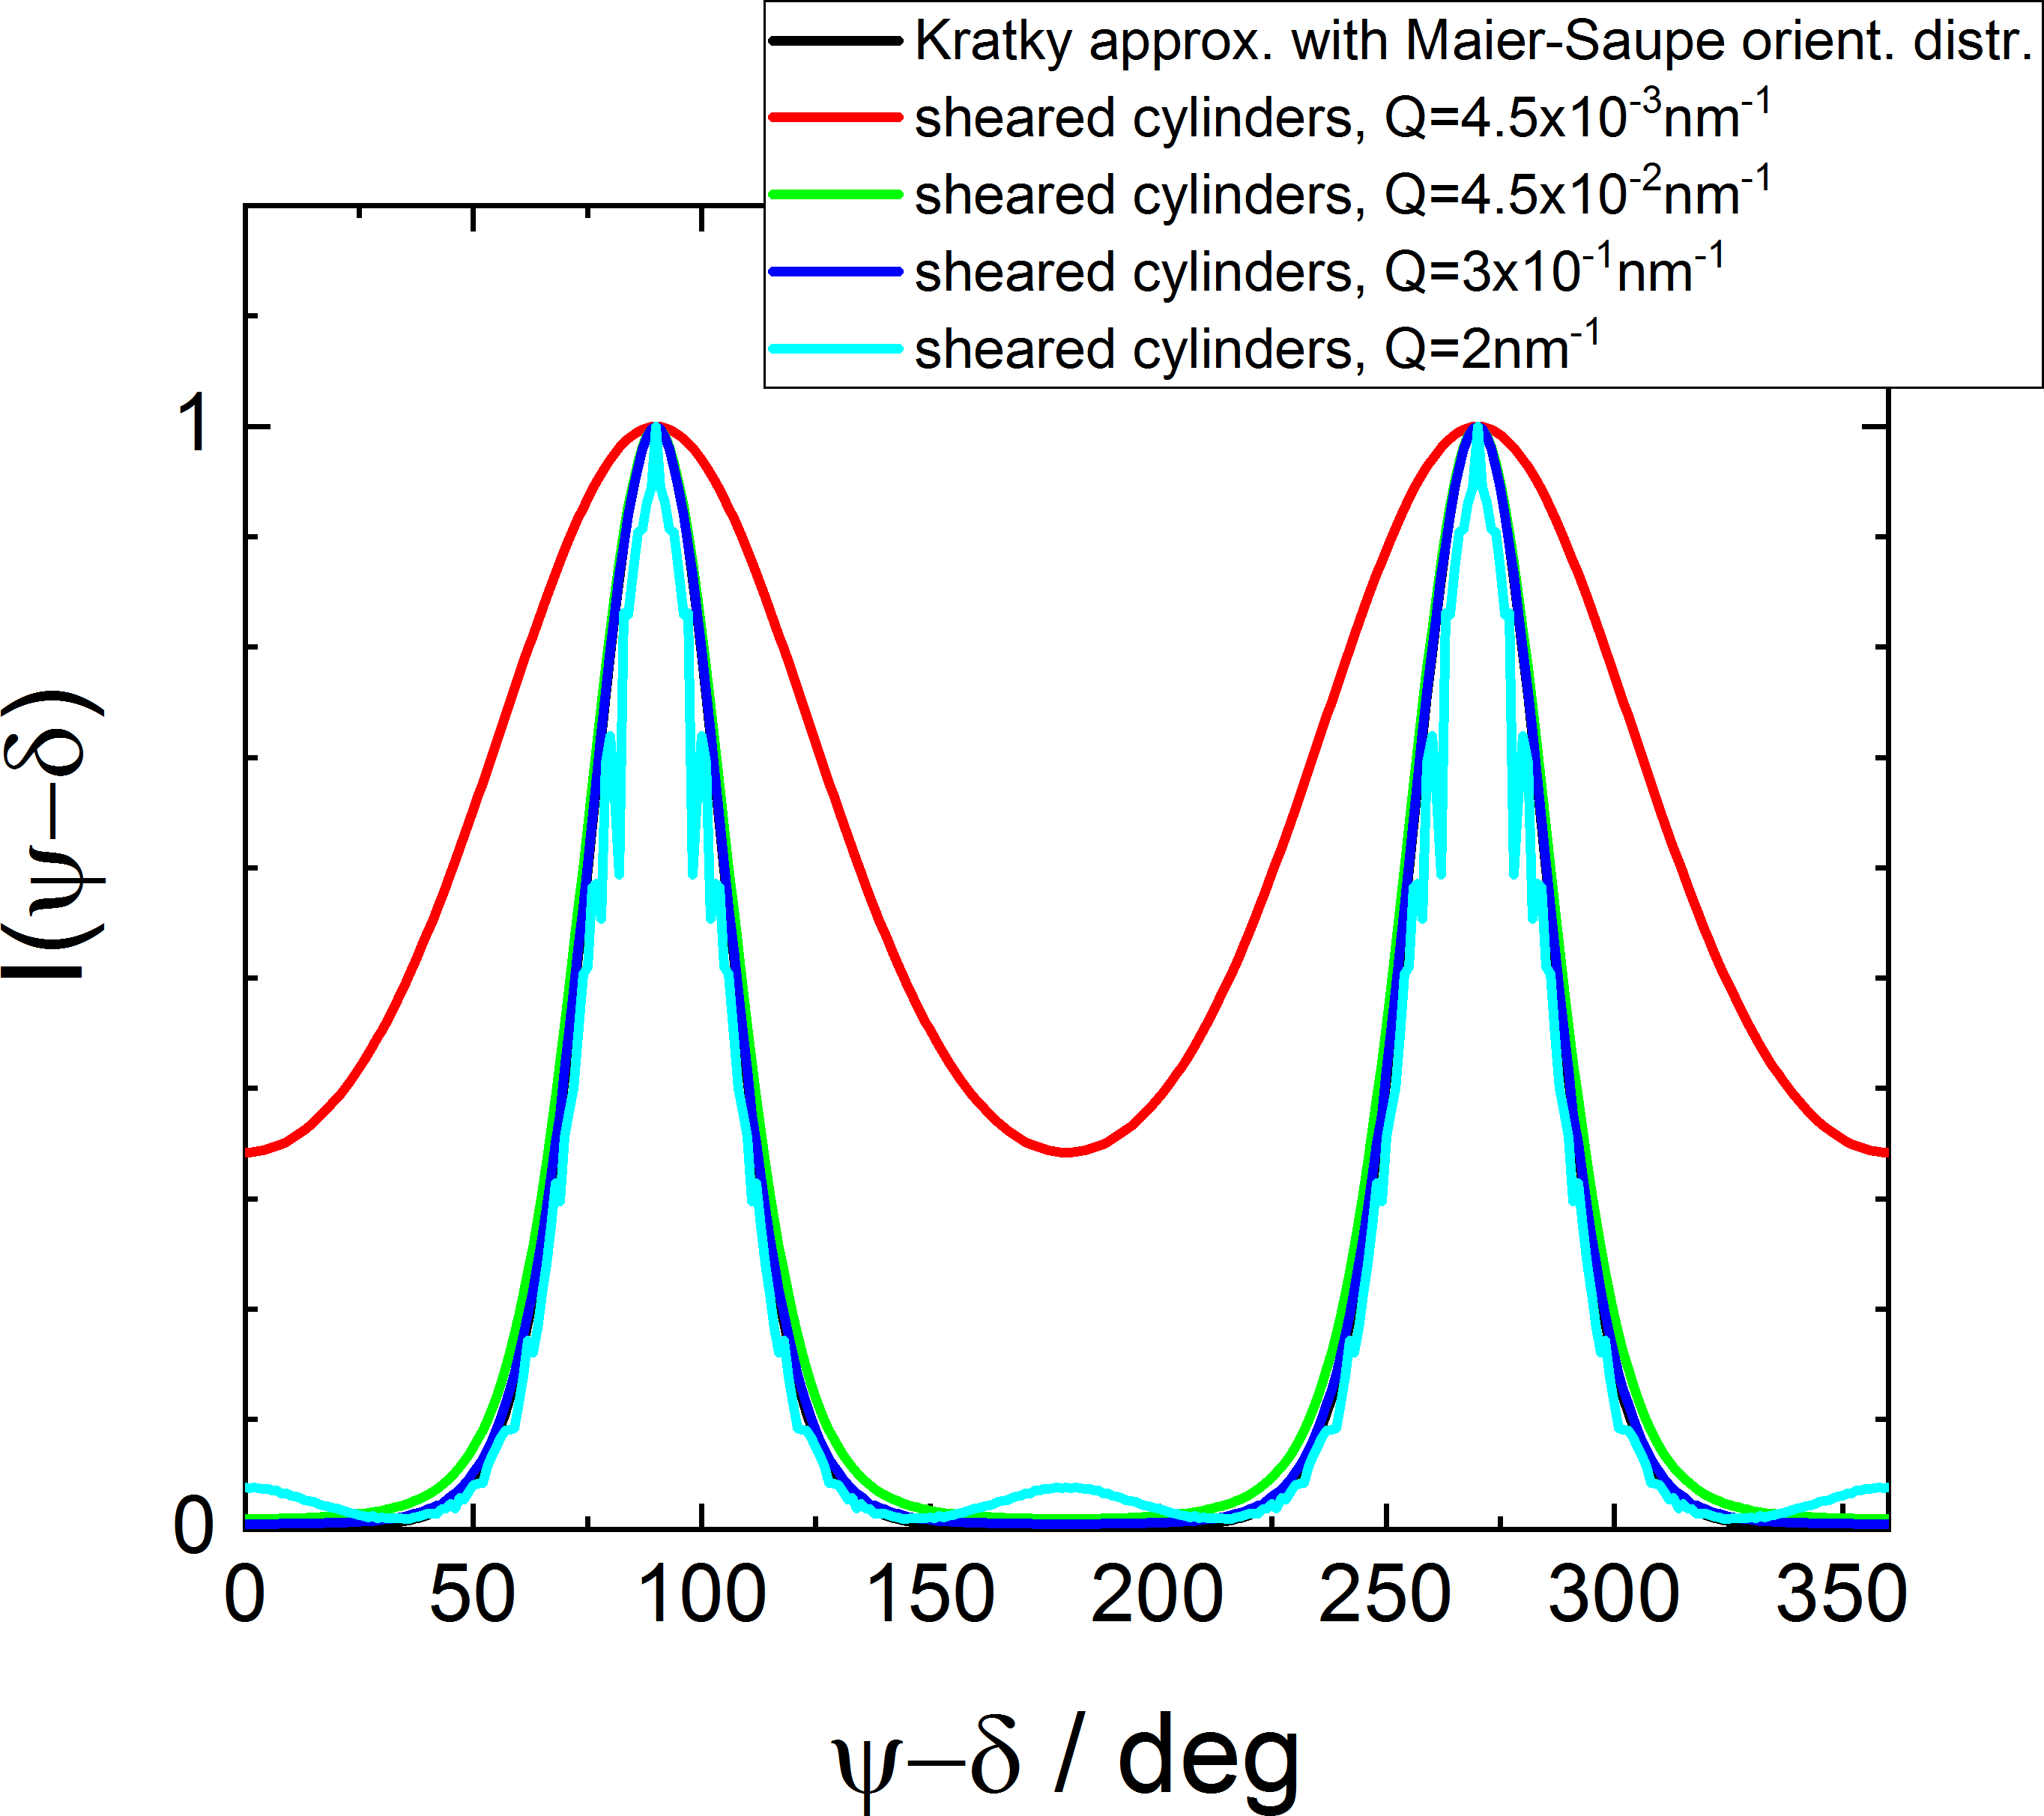 Kratky approx. with Maier-Saupe orient. distr.
sheared cylinders, Q=4.5x10⁻³nm⁻¹
sheared cylinders, Q=4.5x10⁻²nm⁻¹
sheared cylinders, Q=3x10⁻¹nm⁻¹
sheared cylinders, Q=2nm⁻¹
1
I(ψ−δ)
0
0 50 100 150 200 250 300 350
ψ−δ / deg